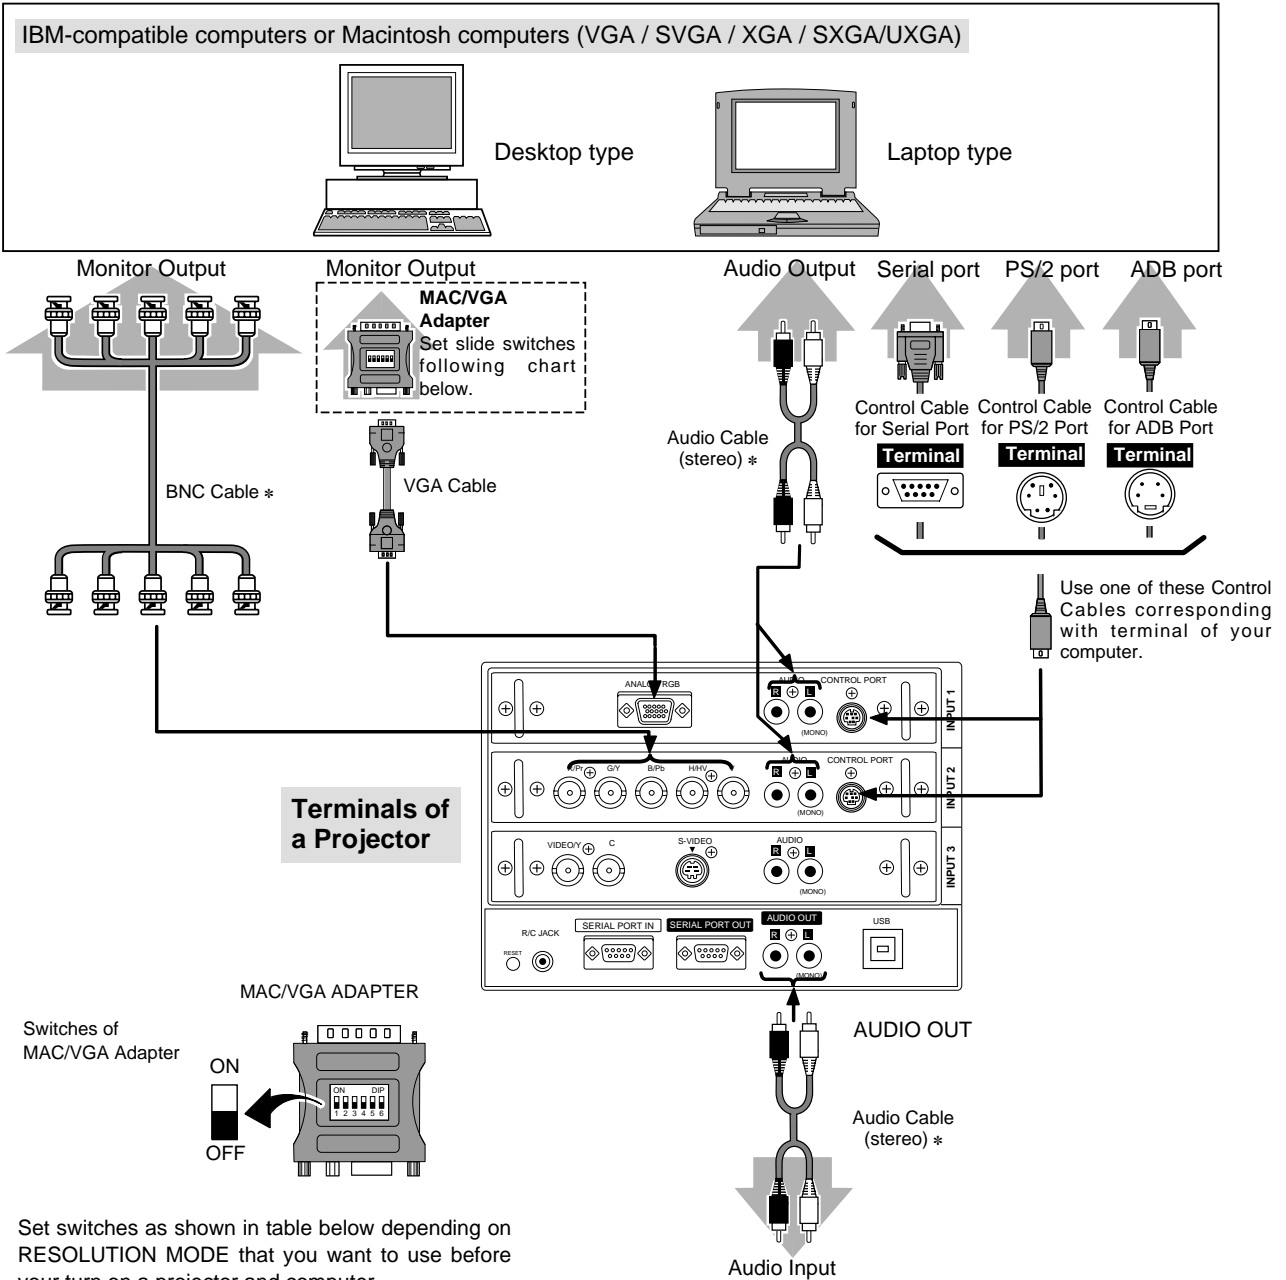 IBM-compatible computers or Macintosh computers (VGA / SVGA / XGA / SXGA/UXGA)
Desktop type
Laptop type
Monitor Output
Monitor Output
Audio Output
Serial port
PS/2 port
ADB port
MAC/VGA
Adapter
Set slide switches
following chart
below.
BNC Cable *
VGA Cable
Audio Cable
(stereo) *
Control Cable
for Serial Port
Control Cable
for PS/2 Port
Control Cable
for ADB Port
Terminal
Terminal
Terminal
Use one of these Control
Cables corresponding
with terminal of your
computer.
Terminals of
a Projector
ANALOG RGB
AUDIO
R L
(MONO)
CONTROL PORT
INPUT 1
R/Pr G/Y B/Pb H/HV
AUDIO
R L
(MONO)
CONTROL PORT
INPUT 2
VIDEO/Y C
S-VIDEO
AUDIO
R L
(MONO)
INPUT 3
RESET
R/C JACK
SERIAL PORT IN
SERIAL PORT OUT
AUDIO OUT
R L
(MONO)
USB
MAC/VGA ADAPTER
Switches of
MAC/VGA Adapter
ON
OFF
ON DIP
1 2 3 4 5 6
AUDIO OUT
Audio Cable
(stereo) *
Audio Input
Set switches as shown in table below depending on
RESOLUTION MODE that you want to use before
your turn on a projector and computer.